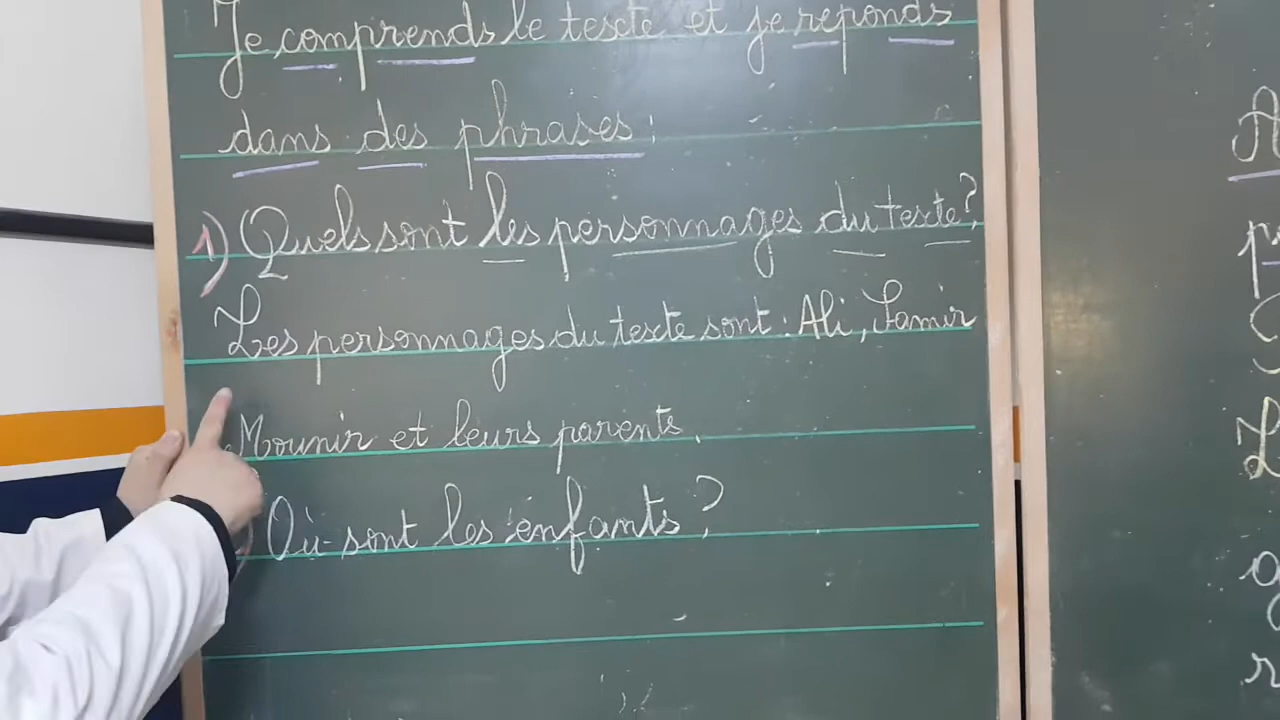 Je comprends le texte et je reponds
dans des phrases :
1) Quels sont les personnages du texte ?
Les personnages du texte sont : Ali, Samir
Mounir et leurs parents.
Où sont les enfants ?